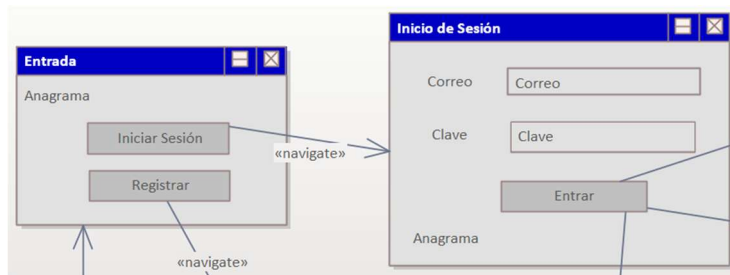 Entrada
Anagrama
Iniciar Sesión
Registrar
«navigate»
«navigate»
Inicio de Sesión
Correo
Correo
Clave
Clave
Entrar
Anagrama